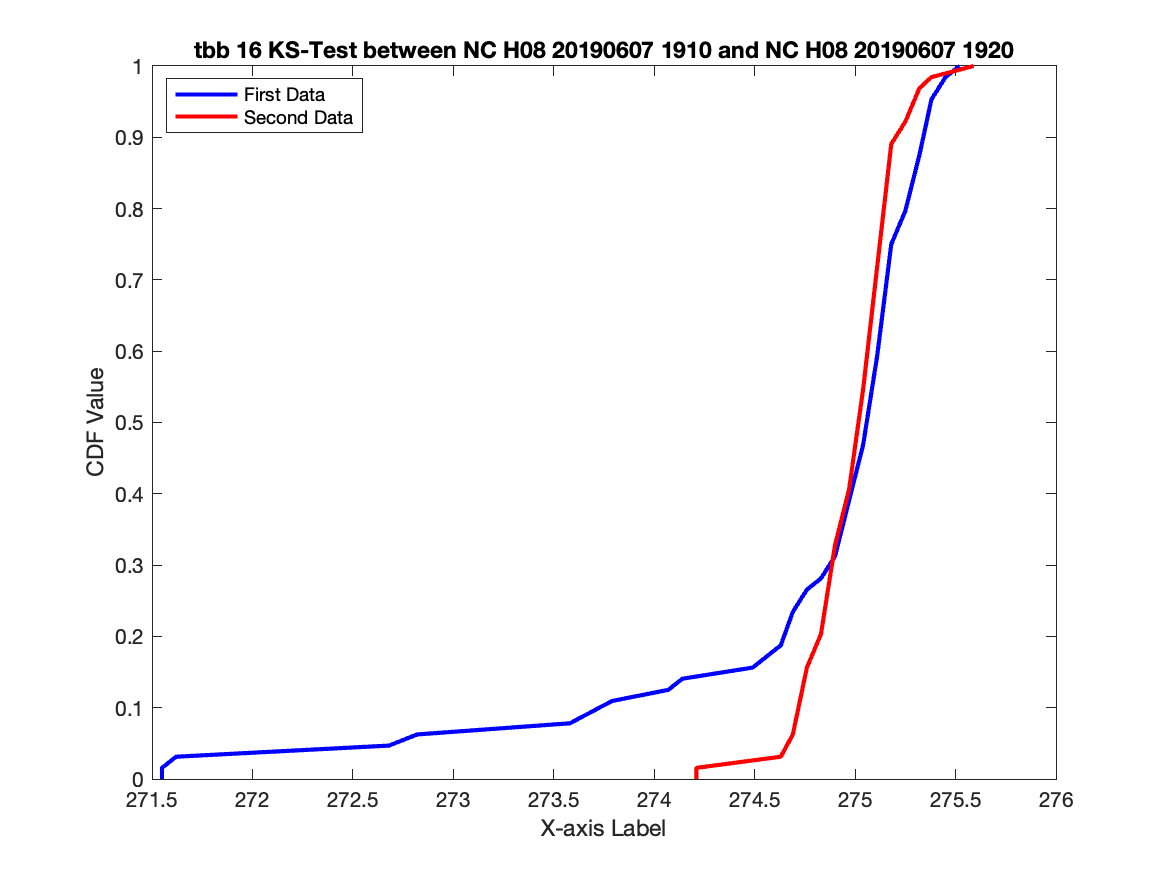 tbb 16 KS-Test between NC H08 20190607 1910 and NC H08 20190607 1920
First Data
Second Data
1
0.9
0.8
0.7
0.6
0.5
0.4
0.3
0.2
0.1
0
CDF Value
271.5 272 272.5 273 273.5 274 274.5 275 275.5 276
X-axis Label